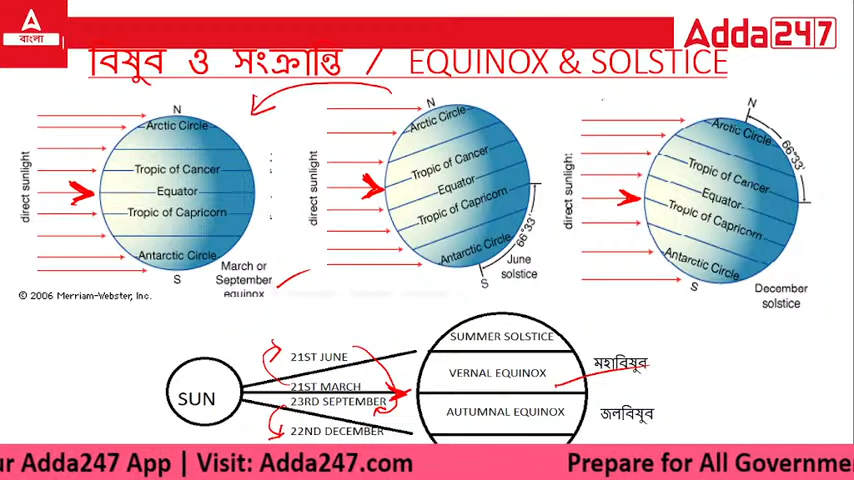 A
বাংলা
Adda247
বিষুব ও সংক্রান্তি / EQUINOX & SOLSTICE
direct sunlight
N
Arctic Circle
Tropic of Cancer
Equator
Tropic of Capricorn
Antarctic Circle
S
March or
September
equinox
© 2006 Merriam-Webster, Inc.
direct sunlight
N
Arctic Circle
Tropic of Cancer
Equator
Tropic of Capricorn
Antarctic Circle
S
66°33'
June
solstice
direct sunlight
N
Arctic Circle
Tropic of Cancer
Equator
Tropic of Capricorn
Antarctic Circle
S
66°33'
December
solstice
SUN
21ST JUNE
21ST MARCH
23RD SEPTEMBER
22ND DECEMBER
SUMMER SOLSTICE
VERNAL EQUINOX
AUTUMNAL EQUINOX
মহাবিষুব
জলবিষুব
ur Adda247 App | Visit: Adda247.com
Prepare for All Governme